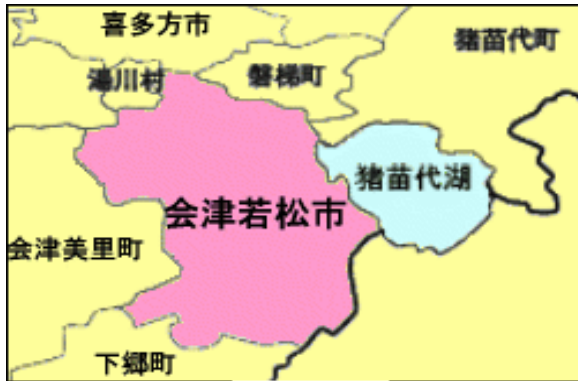 喜多方市
猪苗代町
湯川村
磐梯町
猪苗代湖
会津若松市
会津美里町
下郷町